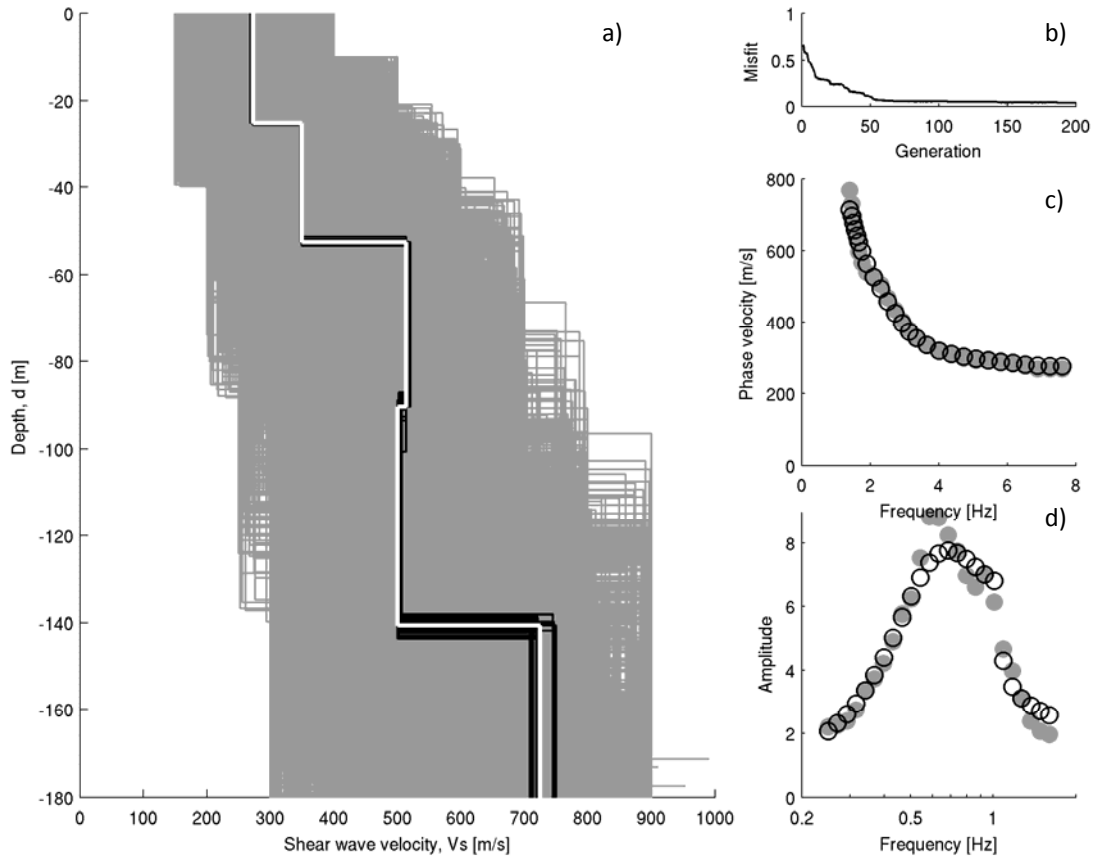 a)
0
-20
-40
-60
-80
-100
-120
-140
-160
-180
Depth, d [m]
0 100 200 300 400 500 600 700 800 900 1000
Shear wave velocity, Vs [m/s]
b)
1
0.5
0
Misfit
0 50 100 150 200
Generation
c)
800
600
400
200
0
Phase velocity [m/s]
0 2 4 6 8
Frequency [Hz]
d)
8
6
4
2
0
Amplitude
0.2 0.5 1 2
Frequency [Hz]